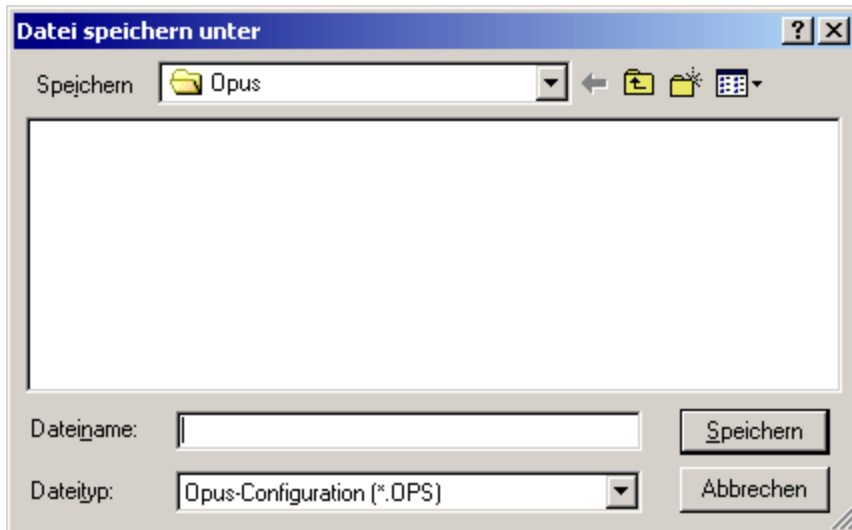 Datei speichern unter
Speichern Opus
Dateiname: Speichern
Dateityp: Opus-Configuration (*.OPS) Abbrechen